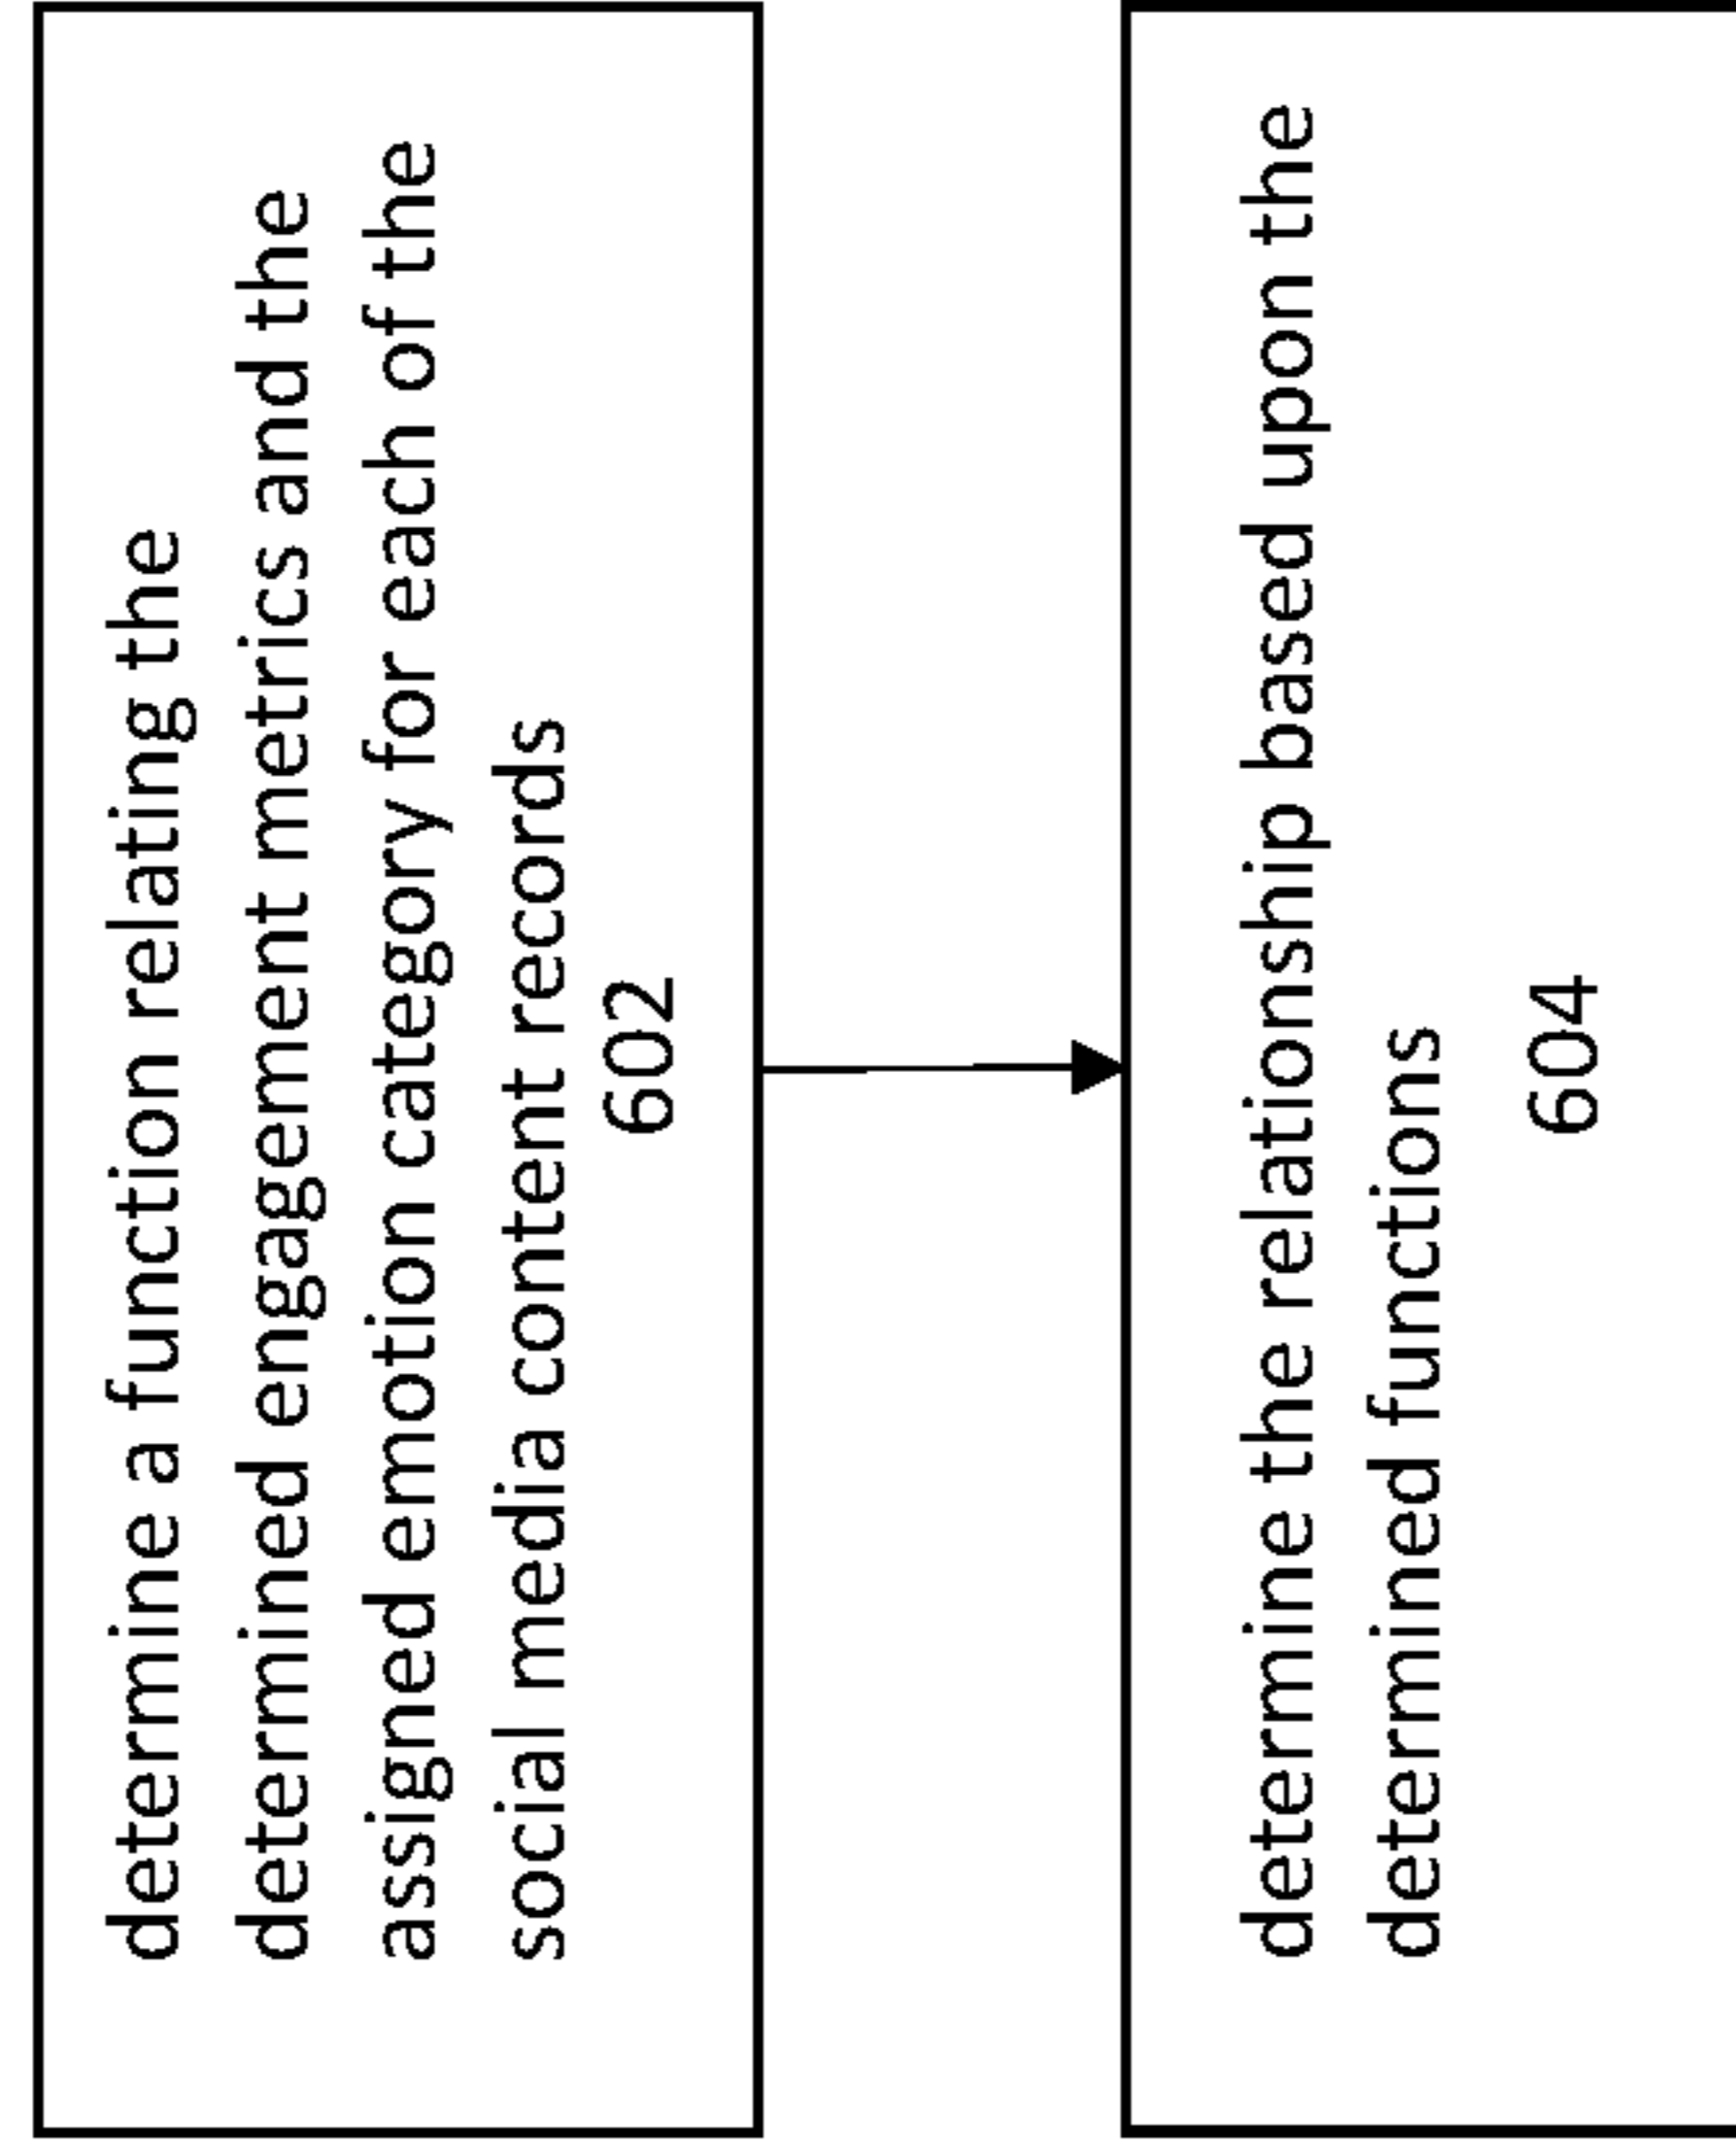 determine a function relating the
determined engagement metrics and the
assigned emotion category for each of the
social media content records
602
determine the relationship based upon the
determined functions
604